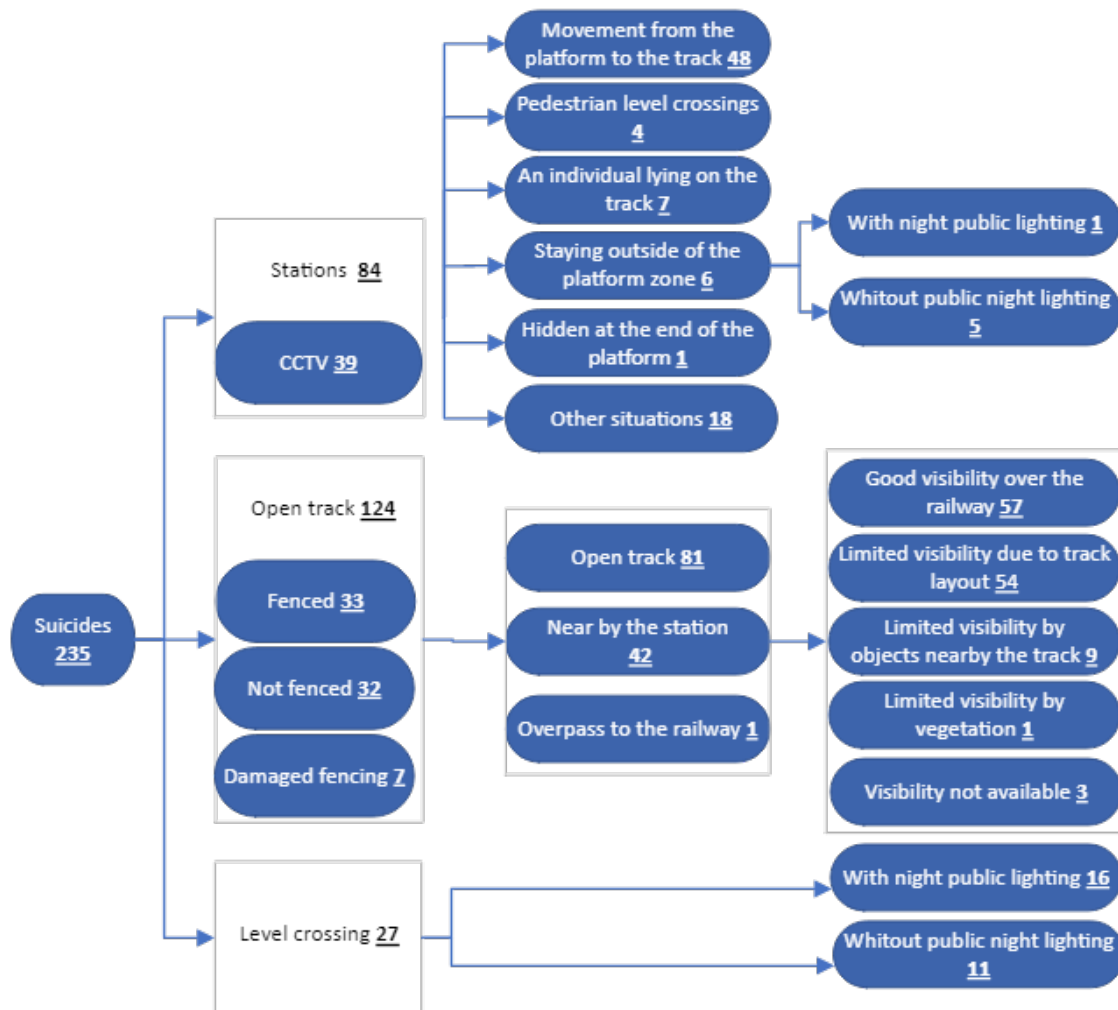 Suicides
235
Stations 84
CCTV 39
Movement from the
platform to the track 48
Pedestrian level crossings
4
An individual lying on the
track 7
Staying outside of the
platform zone 6
Hidden at the end of the
platform 1
Other situations 18
With night public lighting 1
Whitout public night lighting
5
Open track 124
Fenced 33
Not fenced 32
Damaged fencing 7
Open track 81
Near by the station
42
Overpass to the railway 1
Good visibility over the
railway 57
Limited visibility due to track
layout 54
Limited visibility by
objects nearby the track 9
Limited visibility by
vegetation 1
Visibility not available 3
Level crossing 27
With night public lighting 16
Whitout public night lighting
11